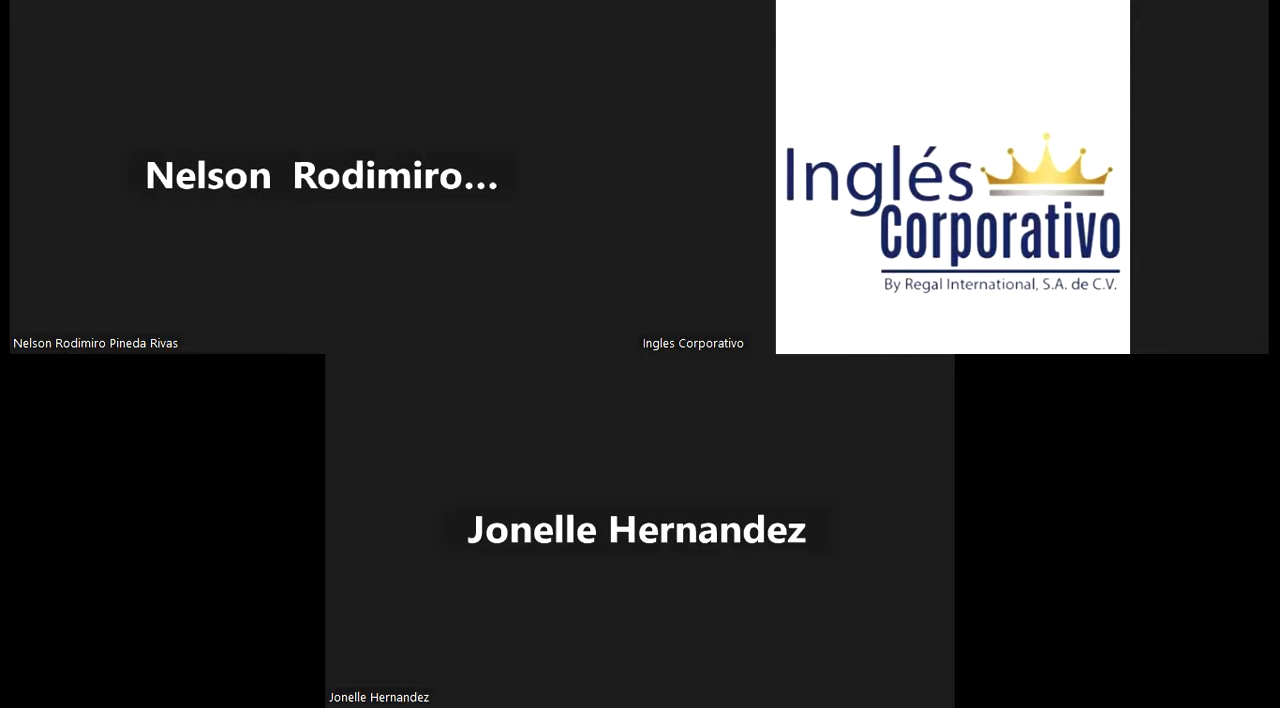 Nelson  Rodimiro...
Nelson Rodimiro Pineda Rivas
Inglés
Corporativo
By Regal International, S.A. de C.V.
Ingles Corporativo
Jonelle Hernandez
Jonelle Hernandez